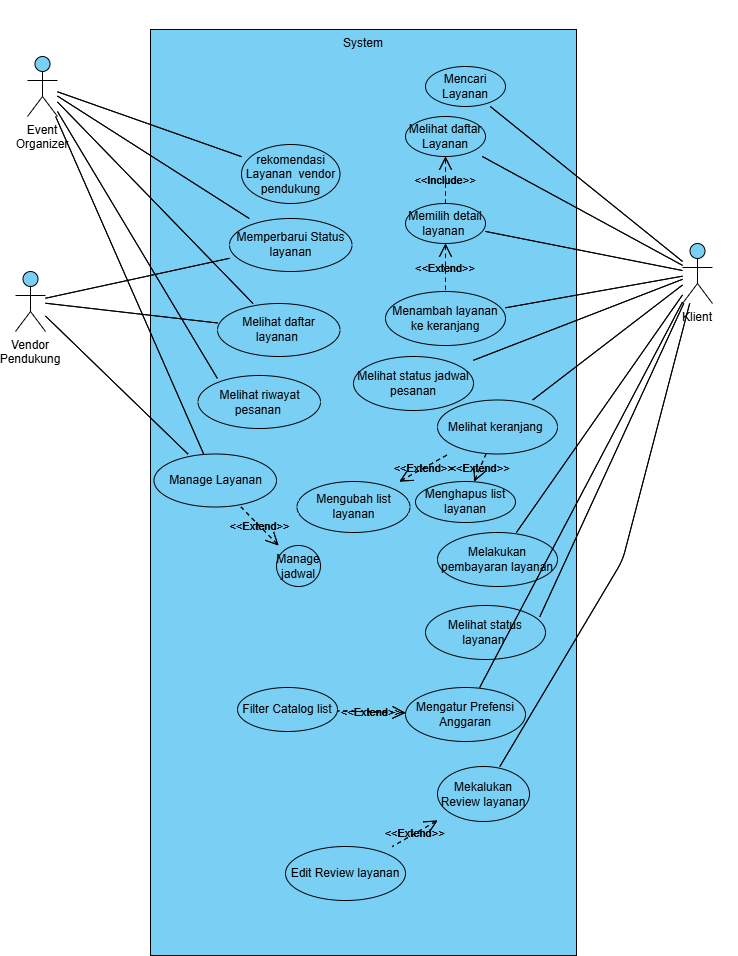 System
Event
Organizer
Vendor
Pendukung
Klient
Mencari
Layanan
Melihat daftar
Layanan
<<Include>>
rekomendasi
Layanan vendor
pendukung
Memilih detail
layanan
Memperbarui Status
layanan
<<Extend>>
Menambah layanan
ke keranjang
Melihat daftar
layanan
Melihat status jadwal
pesanan
Melihat riwayat
pesanan
Melihat keranjang
<<Extend>>
<<Extend>>
Manage Layanan
Mengubah list
layanan
Menghapus list
layanan
<<Extend>>
Manage
jadwal
Melakukan
pembayaran layanan
Melihat status
layanan
Filter Catalog list
<<Extend>>
Mengatur Prefensi
Anggaran
Mekalukan
Review layanan
<<Extend>>
Edit Review layanan